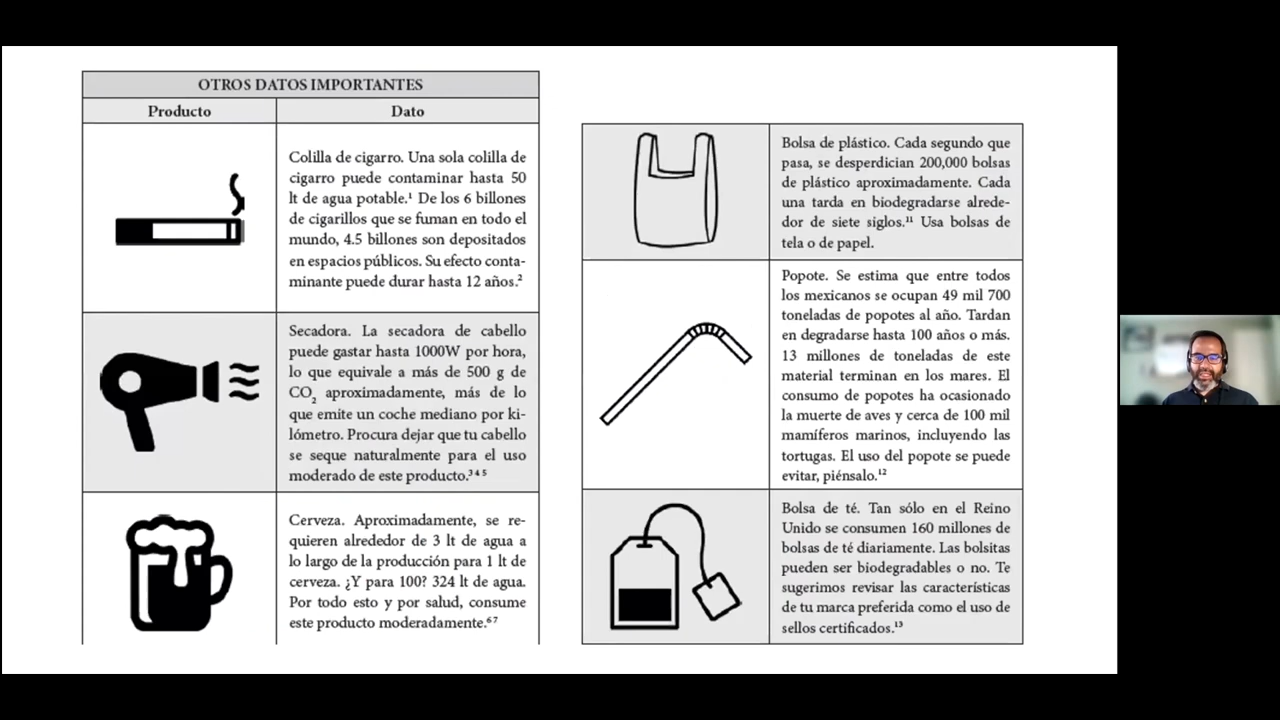 OTROS DATOS IMPORTANTES
Producto
Dato
Colilla de cigarro. Una sola colilla de
cigarro puede contaminar hasta 50
lt de agua potable.¹ De los 6 billones
de cigarillos que se fuman en todo el
mundo, 4.5 billones son depositados
en espacios públicos. Su efecto conta-
minante puede durar hasta 12 años.²
Secadora. La secadora de cabello
puede gastar hasta 1000W por hora,
lo que equivale a más de 500 g de
CO₂ aproximadamente, más de lo
que emite un coche mediano por ki-
lómetro. Procura dejar que tu cabello
se seque naturalmente para el uso
moderado de este producto.³ ⁴ ⁵
Cerveza. Aproximadamente, se re-
quieren alrededor de 3 lt de agua a
lo largo de la producción para 1 lt de
cerveza. ¿Y para 100? 324 lt de agua.
Por todo esto y por salud, consume
este producto moderadamente.⁶ ⁷
Bolsa de plástico. Cada segundo que
pasa, se desperdician 200,000 bolsas
de plástico aproximadamente. Cada
una tarda en biodegradarse alrede-
dor de siete siglos.¹¹ Usa bolsas de
tela o de papel.
Popote. Se estima que entre todos
los mexicanos se ocupan 49 mil 700
toneladas de popotes al año. Tardan
en degradarse hasta 100 años o más.
13 millones de toneladas de este
material terminan en los mares. El
consumo de popotes ha ocasionado
la muerte de aves y cerca de 100 mil
mamíferos marinos, incluyendo las
tortugas. El uso del popote se puede
evitar, piénsalo.¹²
Bolsa de té. Tan sólo en el Reino
Unido se consumen 160 millones de
bolsas de té diariamente. Las bolsitas
pueden ser biodegradables o no. Te
sugerimos revisar las características
de tu marca preferida como el uso de
sellos certificados.¹³